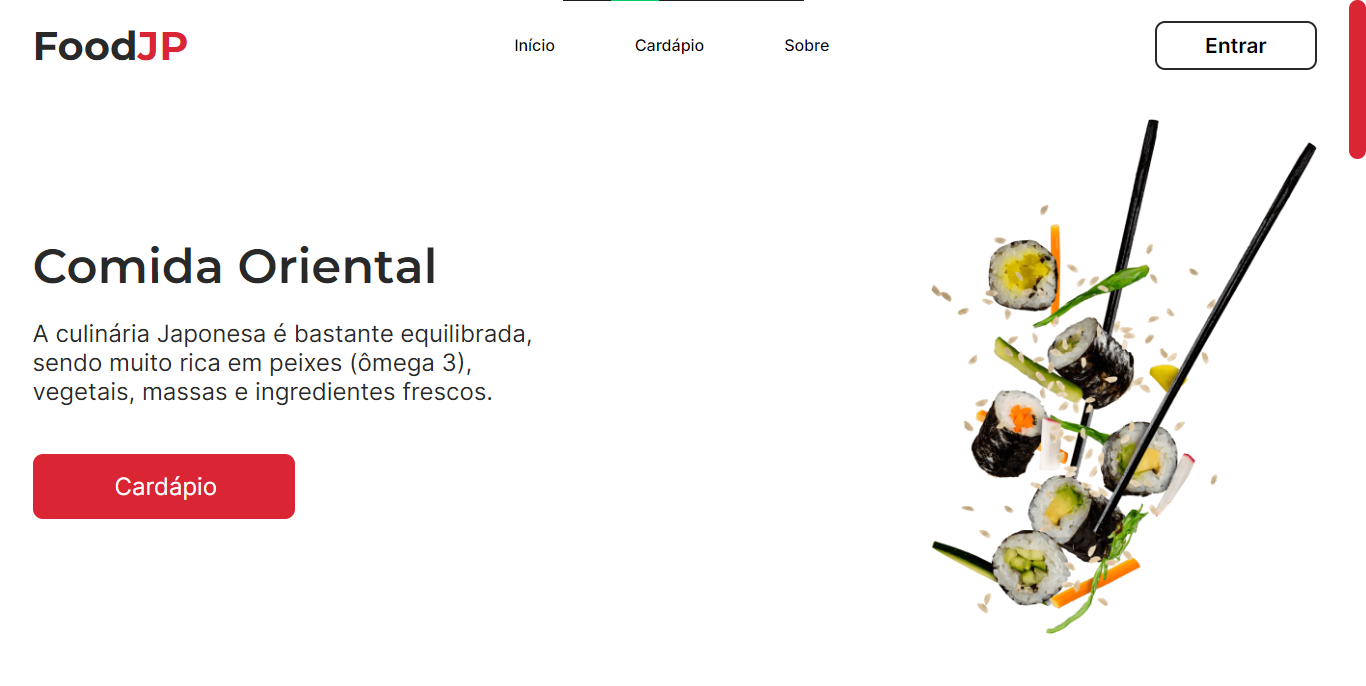 FoodJP
Início
Cardápio
Sobre
Entrar
Comida Oriental
A culinária Japonesa é bastante equilibrada,
sendo muito rica em peixes (ômega 3),
vegetais, massas e ingredientes frescos.
Cardápio